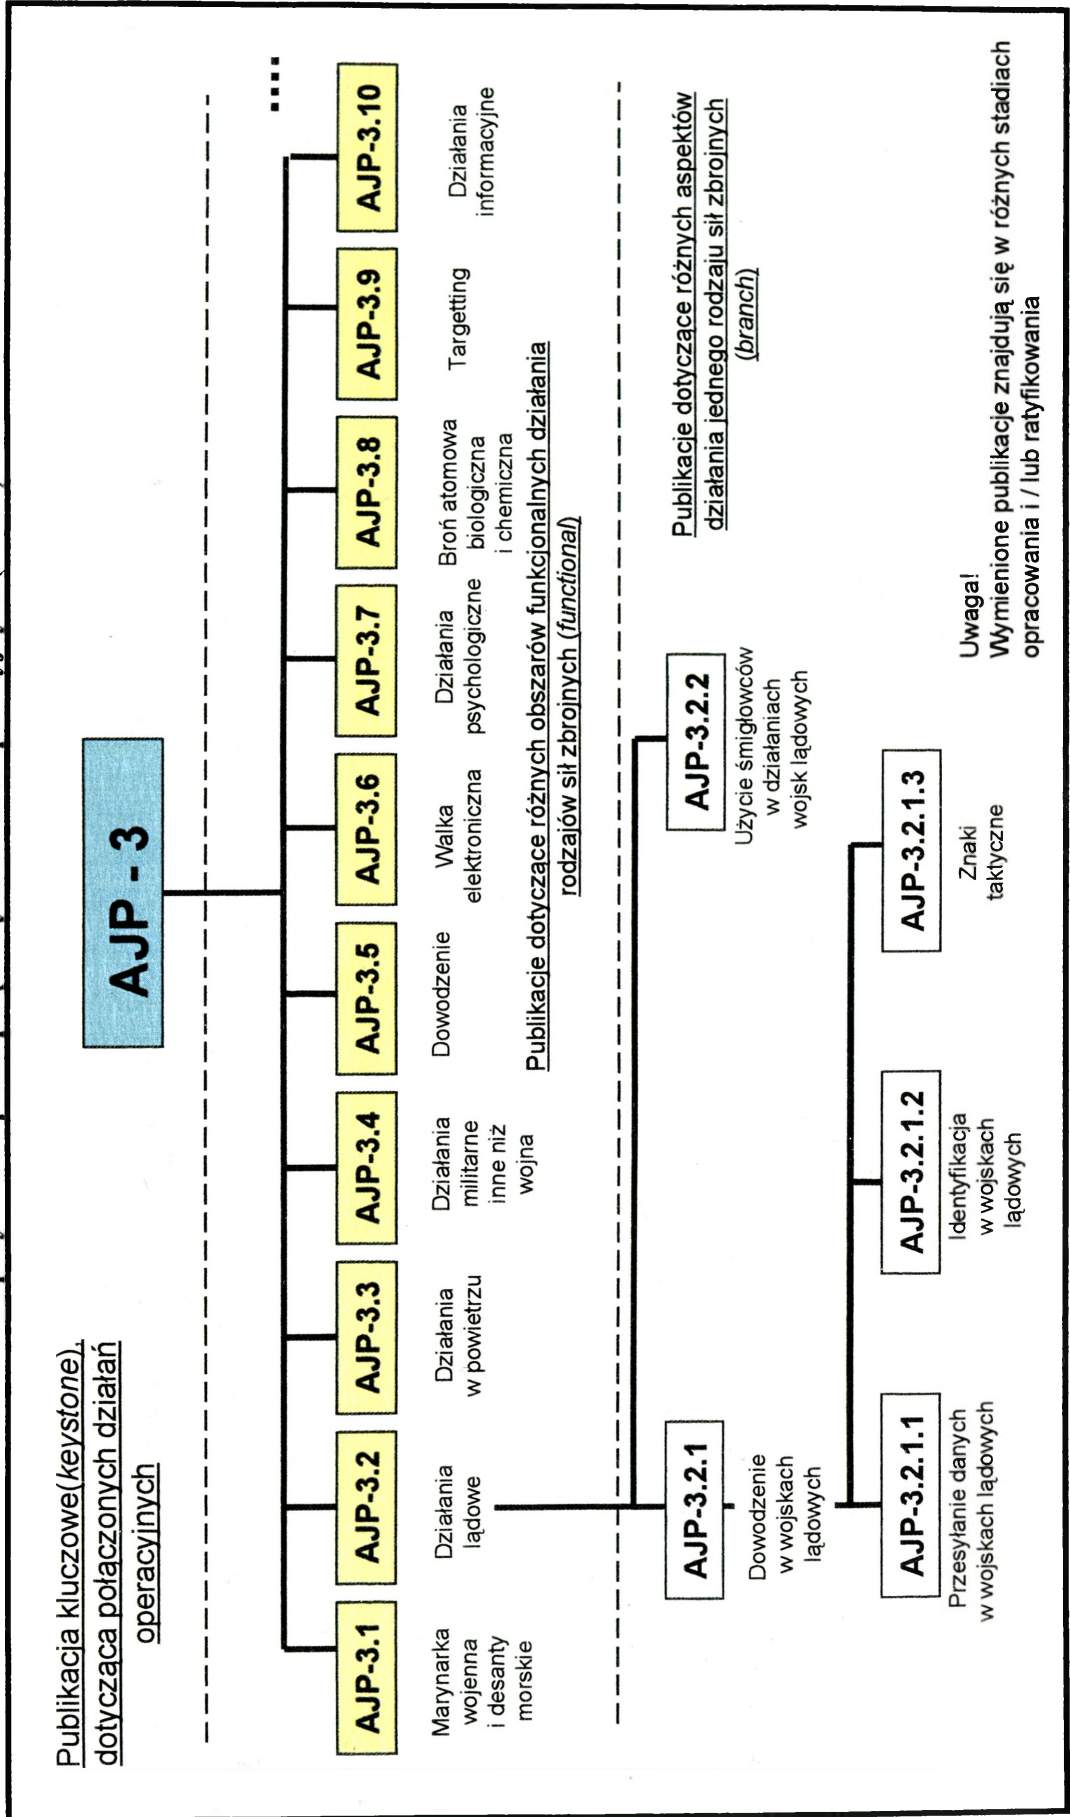 Publikacja kluczowe(keystone),
dotycząca połączonych działań
operacyjnych
AJP - 3
....
AJP-3.1
Marynarka
wojenna
i desanty
morskie
AJP-3.2
Działania
lądowe
AJP-3.3
Działania
w powietrzu
AJP-3.4
Działania
militarne
inne niż
wojna
AJP-3.5
Dowodzenie
AJP-3.6
Walka
elektroniczna
AJP-3.7
Działania
psychologiczne
AJP-3.8
Broń atomowa
biologiczna
i chemiczna
AJP-3.9
Targetting
AJP-3.10
Działania
informacyjne
Publikacje dotyczące różnych obszarów funkcjonalnych działania
rodzajów sił zbrojnych (functional)
AJP-3.2.1
Dowodzenie
w wojskach
lądowych
AJP-3.2.2
Użycie śmigłowców
w działaniach
wojsk lądowych
Publikacje dotyczące różnych aspektów
działania jednego rodzaju sił zbrojnych
(branch)
AJP-3.2.1.1
Przesyłanie danych
w wojskach lądowych
AJP-3.2.1.2
Identyfikacja
w wojskach
lądowych
AJP-3.2.1.3
Znaki
taktyczne
Uwaga!
Wymienione publikacje znajdują się w różnych stadiach
opracowania i / lub ratyfikowania